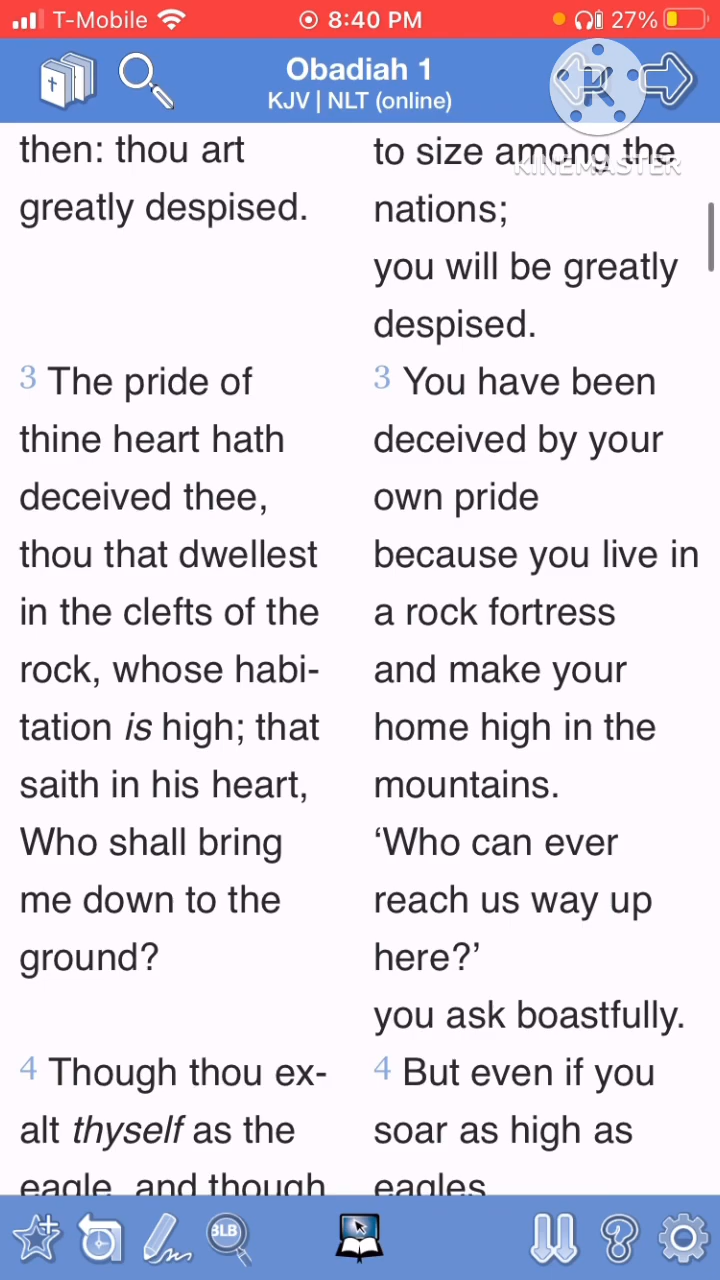 T-Mobile 8:40 PM 27%
Obadiah 1
KJV | NLT (online)
KINEMASTER
then: thou art
greatly despised.
3 The pride of
thine heart hath
deceived thee,
thou that dwellest
in the clefts of the
rock, whose habi-
tation is high; that
saith in his heart,
Who shall bring
me down to the
ground?
4 Though thou ex-
alt thyself as the
eagle, and though
to size among the
nations;
you will be greatly
despised.
3 You have been
deceived by your
own pride
because you live in
a rock fortress
and make your
home high in the
mountains.
‘Who can ever
reach us way up
here?’
you ask boastfully.
4 But even if you
soar as high as
eagles
BLB